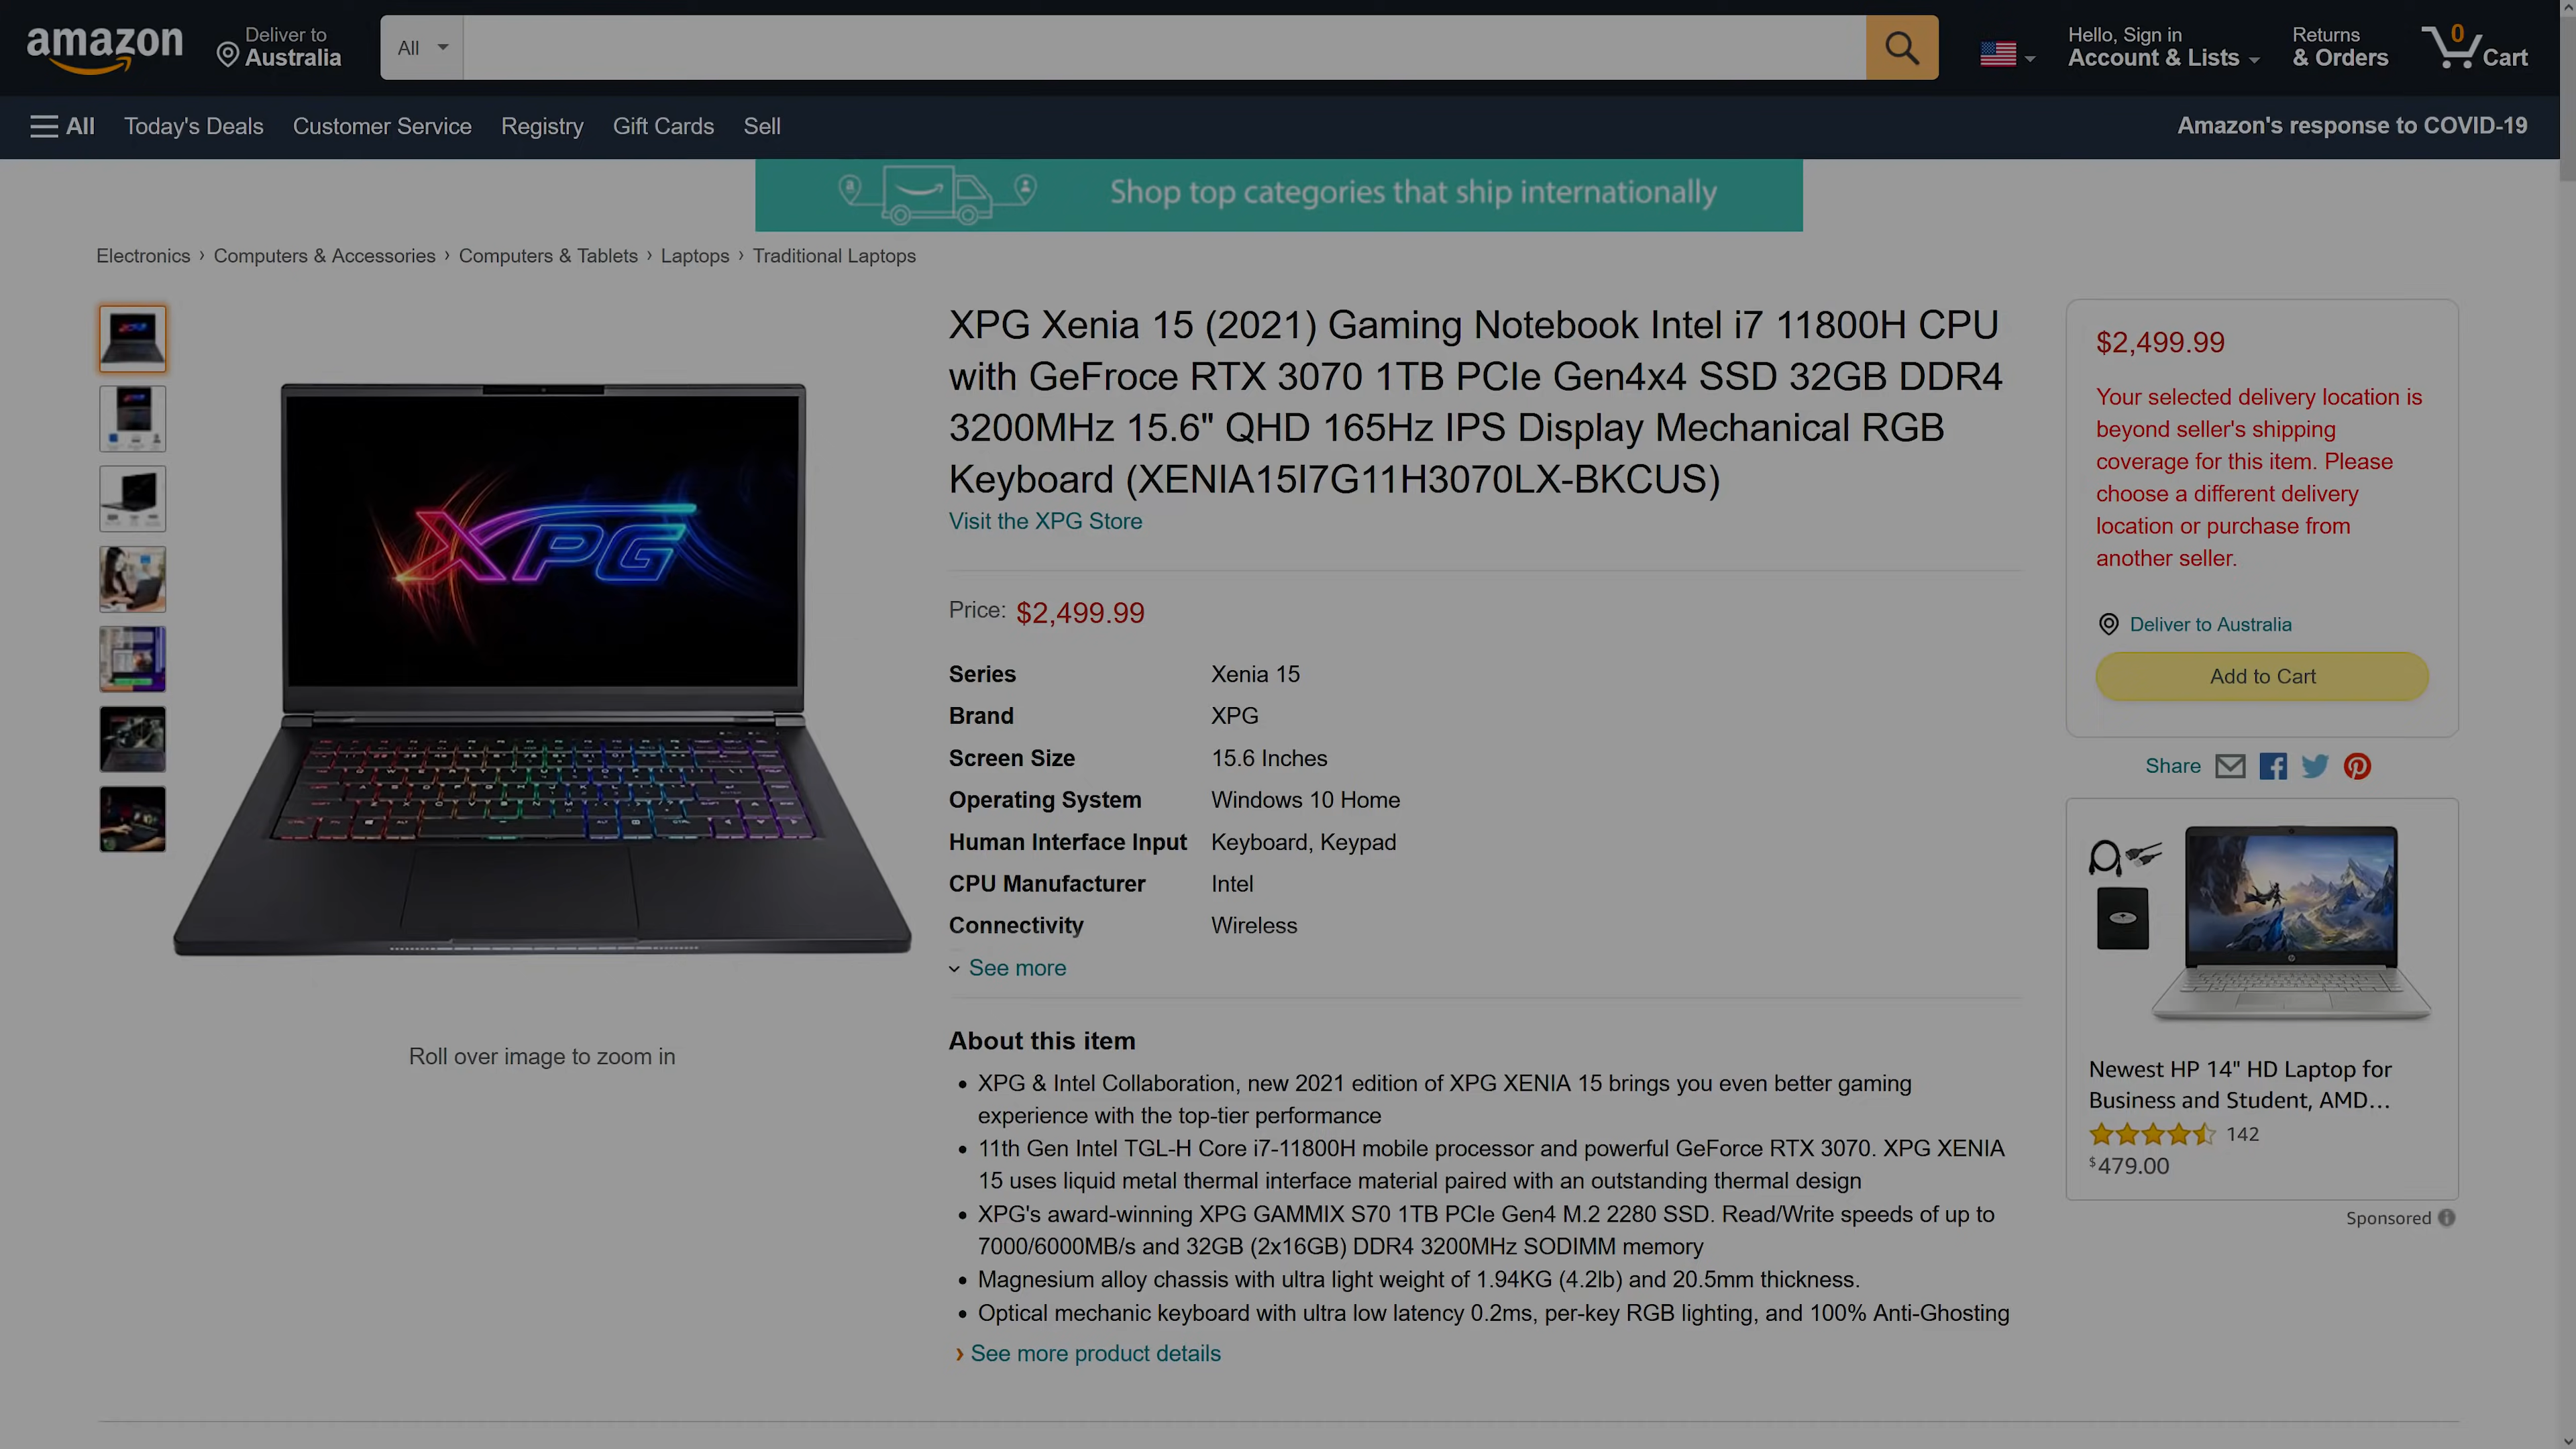 amazon
Deliver to
Australia
All
Hello, Sign in
Account & Lists
Returns
& Orders
0
Cart
All
Today's Deals
Customer Service
Registry
Gift Cards
Sell
Amazon's response to COVID-19
Shop top categories that ship internationally
Electronics › Computers & Accessories › Computers & Tablets › Laptops › Traditional Laptops
XPG
Roll over image to zoom in
XPG Xenia 15 (2021) Gaming Notebook Intel i7 11800H CPU
with GeFroce RTX 3070 1TB PCIe Gen4x4 SSD 32GB DDR4
3200MHz 15.6" QHD 165Hz IPS Display Mechanical RGB
Keyboard (XENIA15I7G11H3070LX-BKCUS)
Visit the XPG Store
Price: $2,499.99
Series Xenia 15
Brand XPG
Screen Size 15.6 Inches
Operating System Windows 10 Home
Human Interface Input Keyboard, Keypad
CPU Manufacturer Intel
Connectivity Wireless
See more
About this item
• XPG & Intel Collaboration, new 2021 edition of XPG XENIA 15 brings you even better gaming
experience with the top-tier performance
• 11th Gen Intel TGL-H Core i7-11800H mobile processor and powerful GeForce RTX 3070. XPG XENIA
15 uses liquid metal thermal interface material paired with an outstanding thermal design
• XPG's award-winning XPG GAMMIX S70 1TB PCIe Gen4 M.2 2280 SSD. Read/Write speeds of up to
7000/6000MB/s and 32GB (2x16GB) DDR4 3200MHz SODIMM memory
• Magnesium alloy chassis with ultra light weight of 1.94KG (4.2lb) and 20.5mm thickness.
• Optical mechanic keyboard with ultra low latency 0.2ms, per-key RGB lighting, and 100% Anti-Ghosting
› See more product details
$2,499.99
Your selected delivery location is
beyond seller's shipping
coverage for this item. Please
choose a different delivery
location or purchase from
another seller.
Deliver to Australia
Add to Cart
Share
Newest HP 14" HD Laptop for
Business and Student, AMD…
142
$479.00
Sponsored